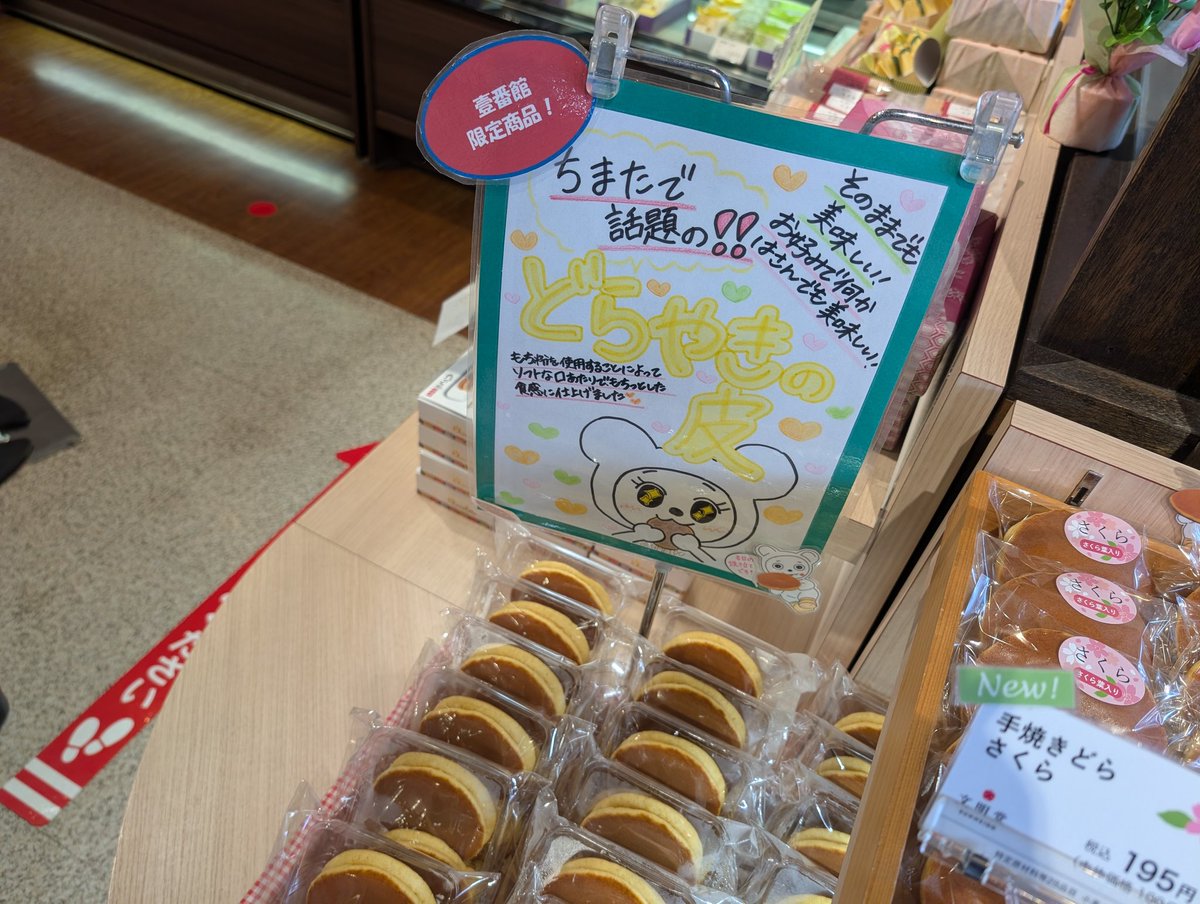 壹番館
限定商品！
ちまたで
話題の!!
そのままでも
美味しい!!
お好みで何か
はさんでも美味しい!!
どらやきの
皮
もち粉を使用することによって
ソフトな口あたりでもちっとした
食感に仕上げました
さくら
さくら葉入り
さくら
さくら葉入り
さくら
さくら葉入り
New!
手焼きどら
さくら
税込
195円
ださい